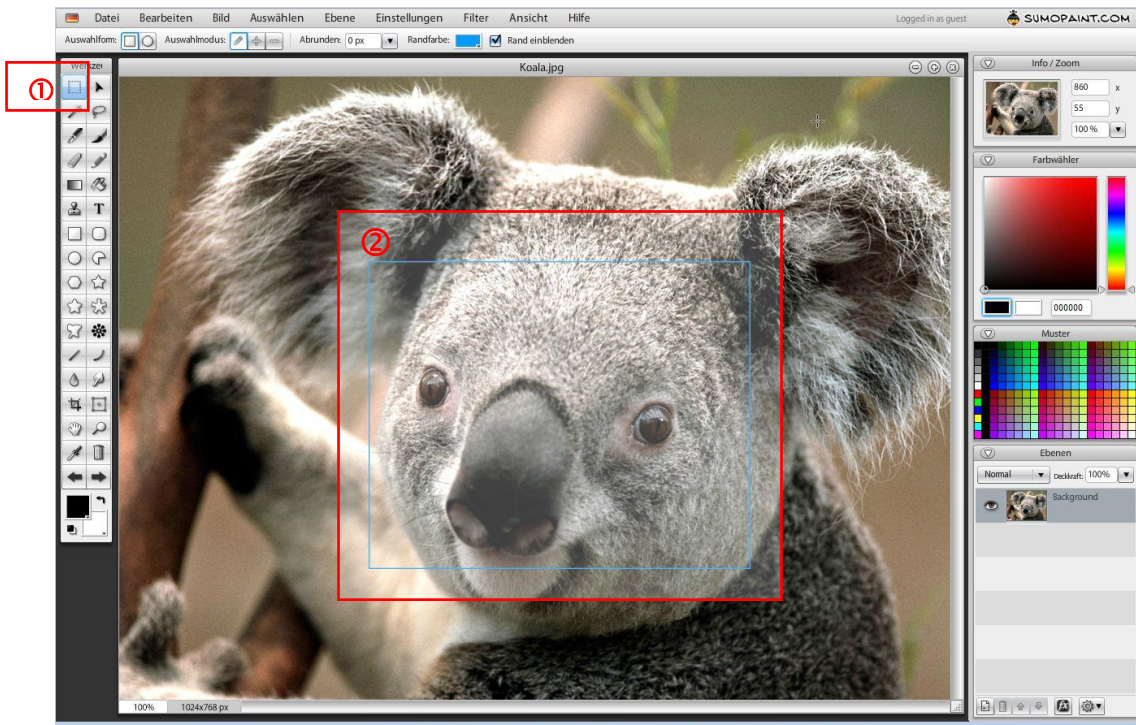 Datei Bearbeiten Bild Auswählen Ebene Einstellungen Filter Ansicht Hilfe Logged in as guest SUMOPAINT.COM
Auswahlform: Auswahlmodus: Abrunden: 0 px Randfarbe: Rand einblenden
Werkzei
Koala.jpg
Info / Zoom
①
860 x
55 y
100 %
T
Farbwähler
②
000000
Muster
Ebenen
Normal Deckkraft: 100%
Background
100% 1024x768 px